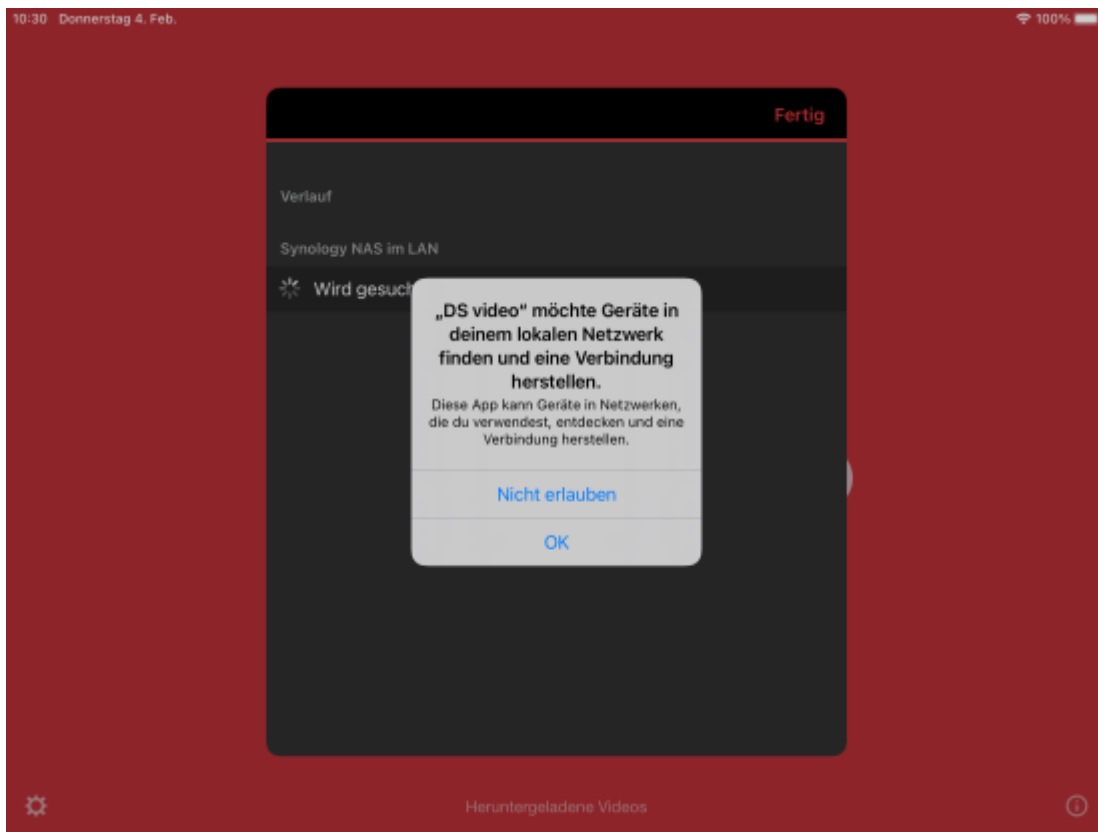 10:30 Donnerstag 4. Feb.
100%
Fertig
Verlauf
Synology NAS im LAN
Wird gesuch
„DS video“ möchte Geräte in
deinem lokalen Netzwerk
finden und eine Verbindung
herstellen.
Diese App kann Geräte in Netzwerken,
die du verwendest, entdecken und eine
Verbindung herstellen.
Nicht erlauben
OK
Heruntergeladene Videos